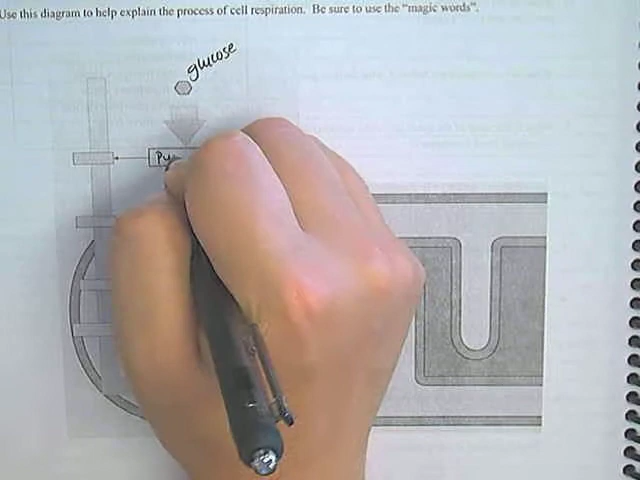 Use this diagram to help explain the process of cell respiration. Be sure to use the “magic words”.
glucose
Py